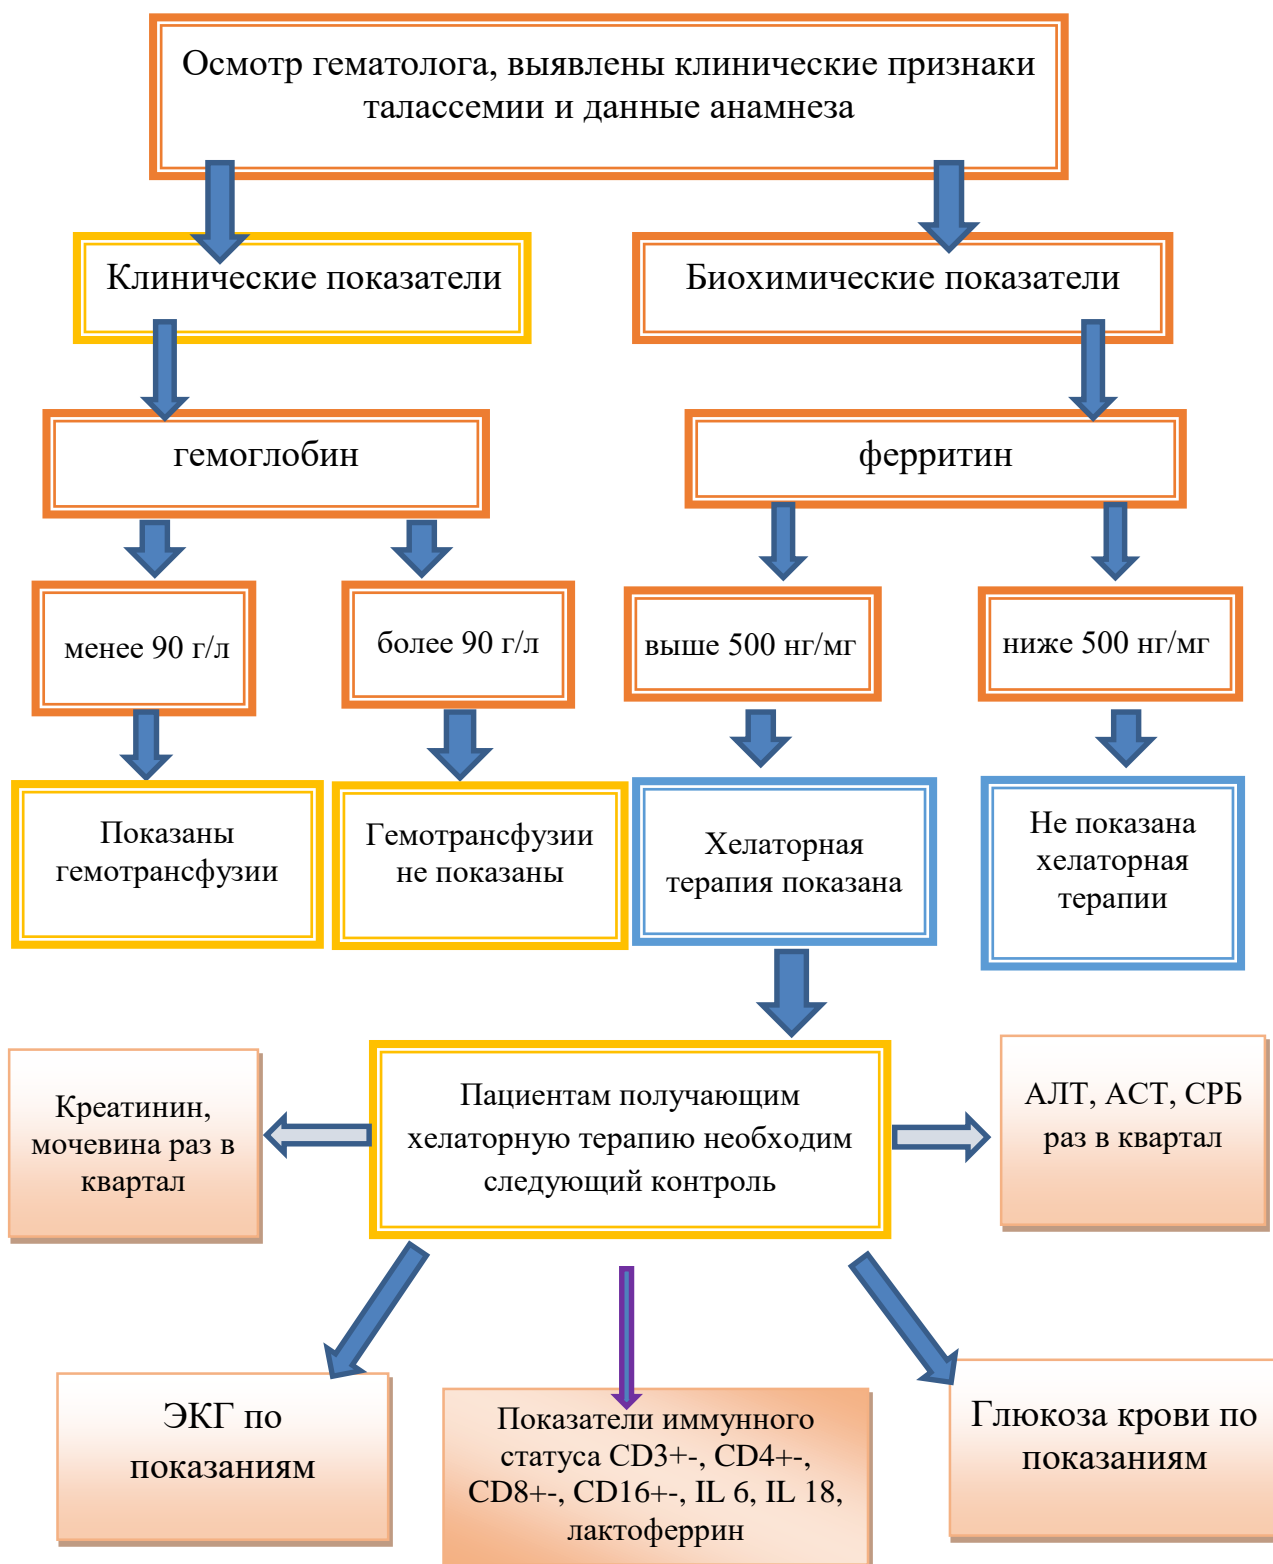 Осмотр гематолога, выявлены клинические признаки
талассемии и данные анамнеза
Клинические показатели
Биохимические показатели
гемоглобин
ферритин
менее 90 г/л
более 90 г/л
выше 500 нг/мг
ниже 500 нг/мг
Показаны
гемотрансфузии
Гемотрансфузии
не показаны
Хелаторная
терапия показана
Не показана
хелаторная
терапии
Креатинин,
мочевина раз в
квартал
Пациентам получающим
хелаторную терапию необходим
следующий контроль
АЛТ, АСТ, СРБ
раз в квартал
ЭКГ по
показаниям
Показатели иммунного
статуса CD3+-, CD4+-,
CD8+-, CD16+-, IL 6, IL 18,
лактоферрин
Глюкоза крови по
показаниям